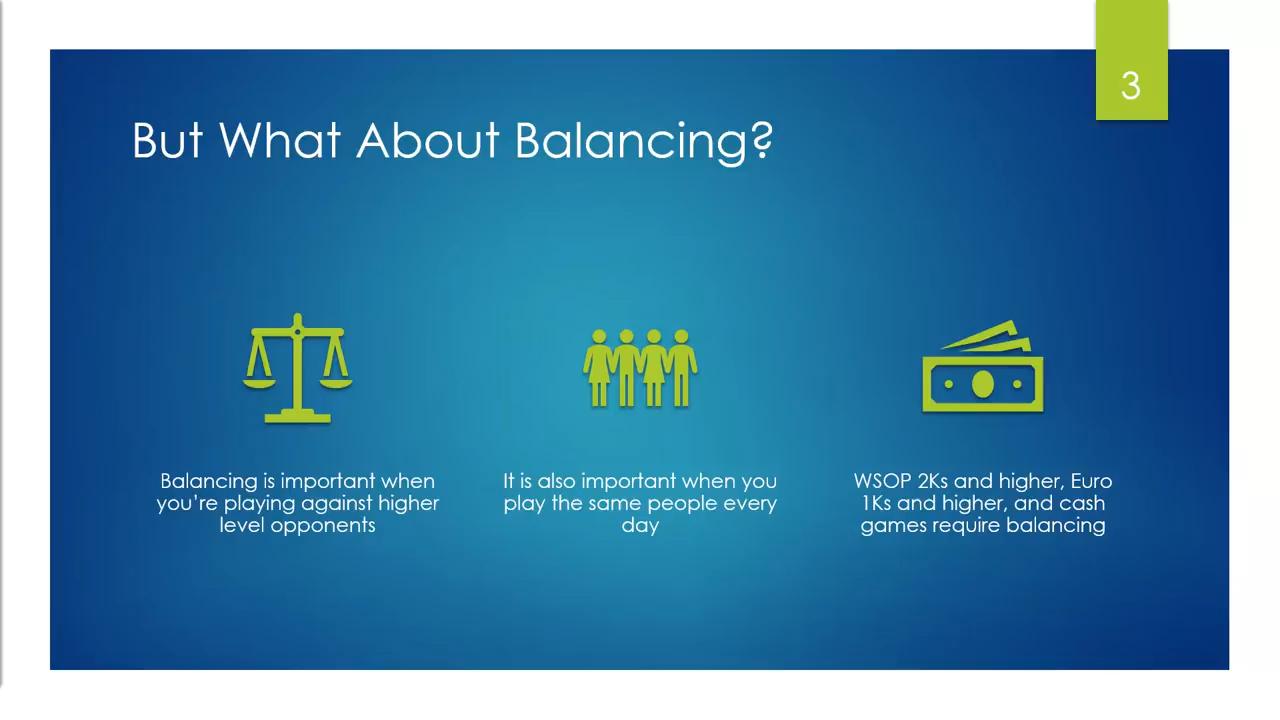 3
But What About Balancing?
Balancing is important when
you're playing against higher
level opponents
It is also important when you
play the same people every
day
WSOP 2Ks and higher, Euro
1Ks and higher, and cash
games require balancing